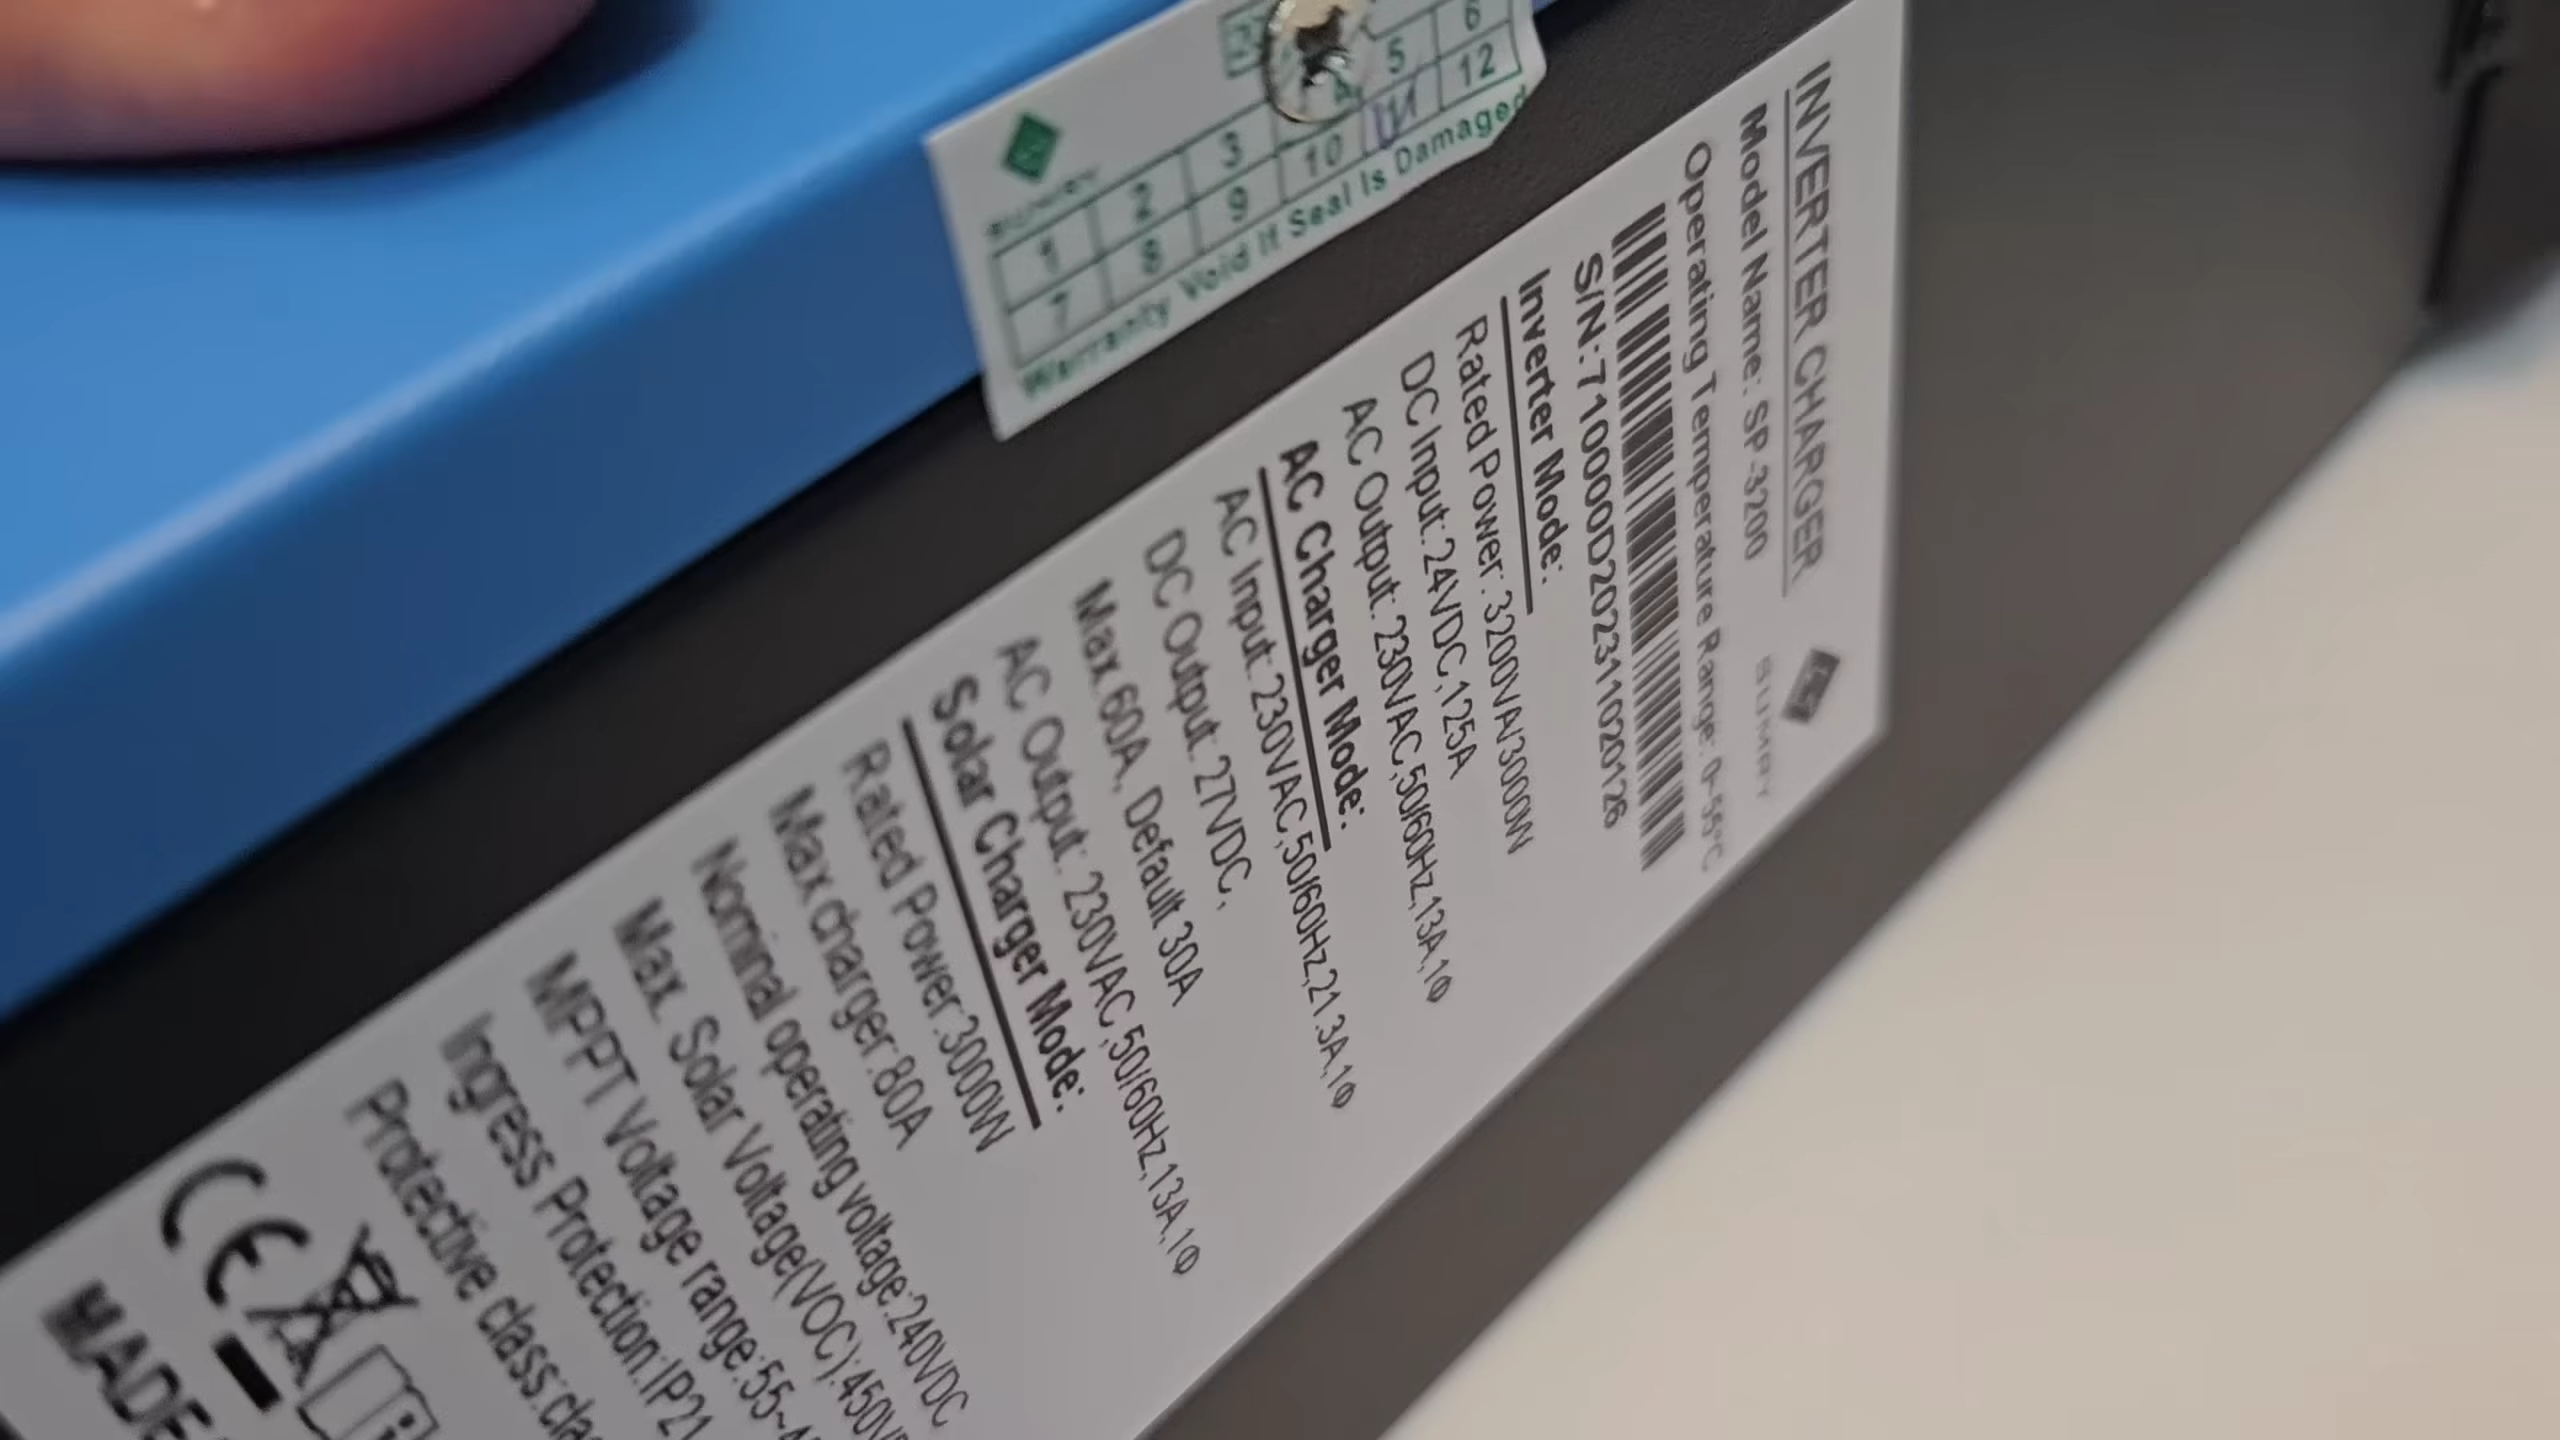 INVERTER CHARGER
SUMRY
Model Name: SP-3200
Operating Temperature Range: 0-55°C
S/N:710000D202311020126
Inverter Mode:
Rated Power: 3200VA/3000W
DC Input: 24VDC,125A
AC Output: 230VAC,50/60Hz,13A,1Φ
AC Charger Mode:
AC Input: 230VAC,50/60Hz,21.3A,1Φ
DC Output: 27VDC,
Max 60A, Default 30A
AC Output: 230VAC,50/60Hz,13A,1Φ
Solar Charger Mode:
Rated Power:3000W
Max charger:80A
Nominal operating voltage:240VDC
Max. Solar Voltage(VOC):450V
MPPT Voltage range:55~
Ingress Protection:IP21
Protective class:
CE
MADE
SUMRY
5 6
1 2 3
7 8 9 10 11 12
Warranty Void If Seal Is Damaged